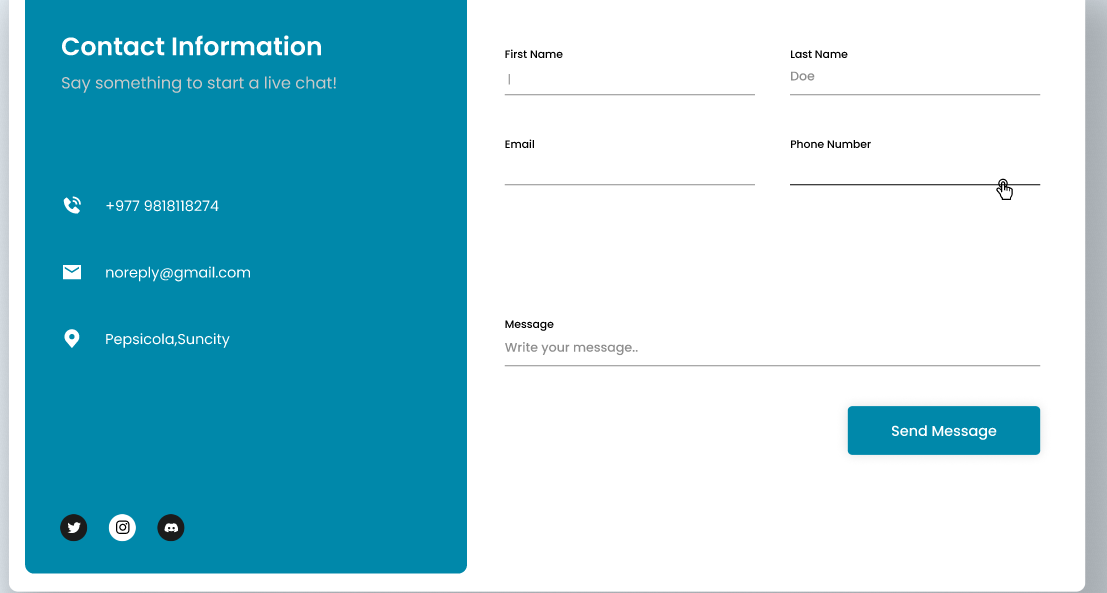 Contact Information
Say something to start a live chat!
+977 9818118274
noreply@gmail.com
Pepsicola,Suncity
First Name
Last Name
Doe
Email
Phone Number
Message
Write your message..
Send Message